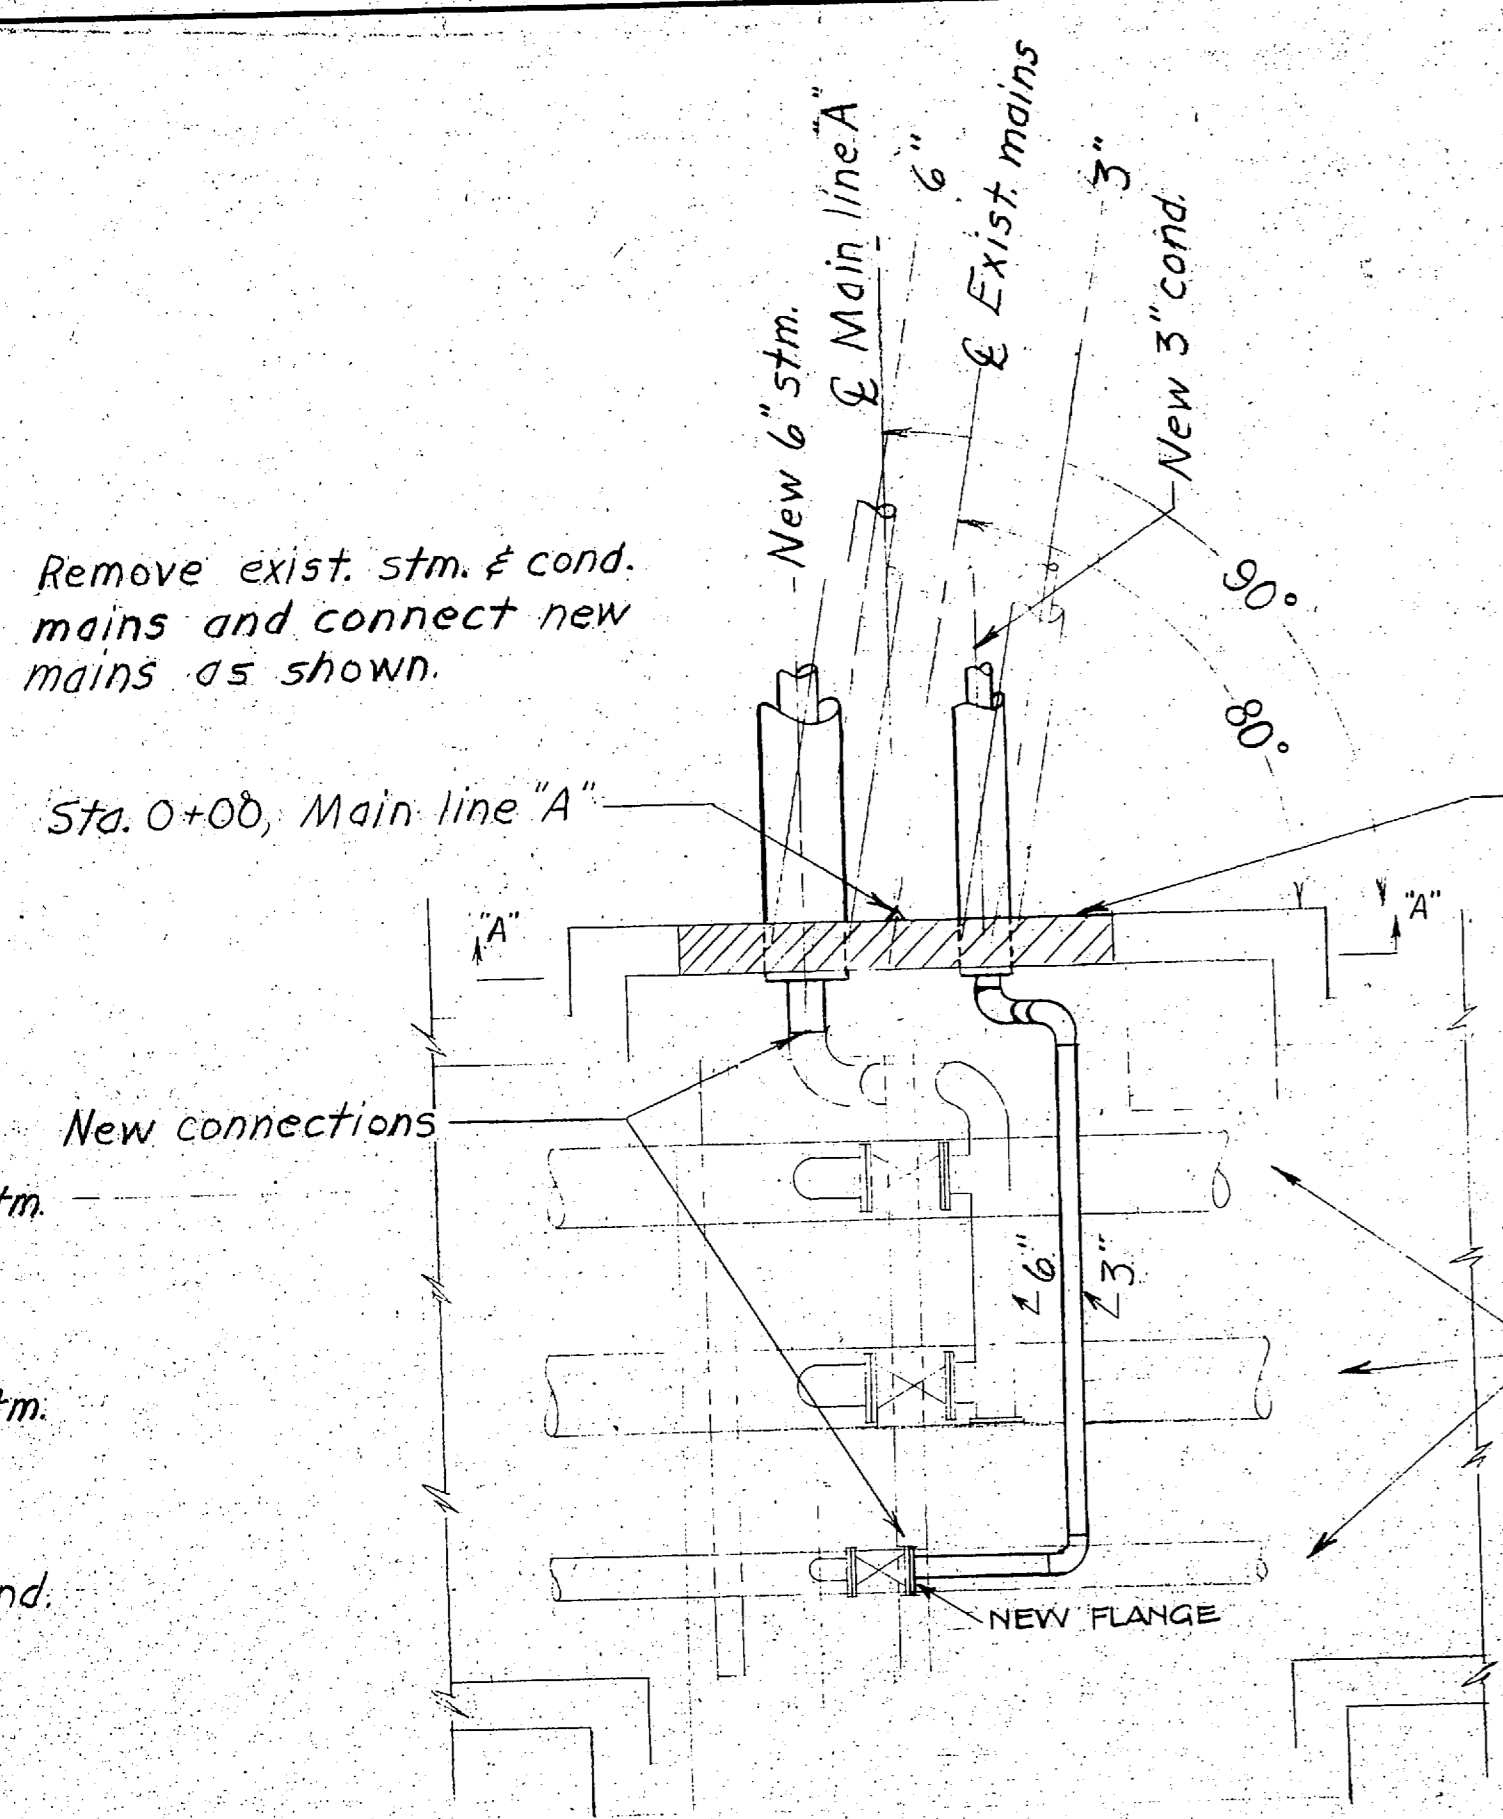 ℄ Main line "A"
6"
℄ Exist. mains
3"
New 6" stm.
New 3" cond.
Remove exist. stm. & cond.
mains and connect new
mains as shown.
90°
80°
Sta. 0+00, Main line "A"
"A"
"A"
New connections
tm.
6"
3"
tm.
nd.
NEW FLANGE